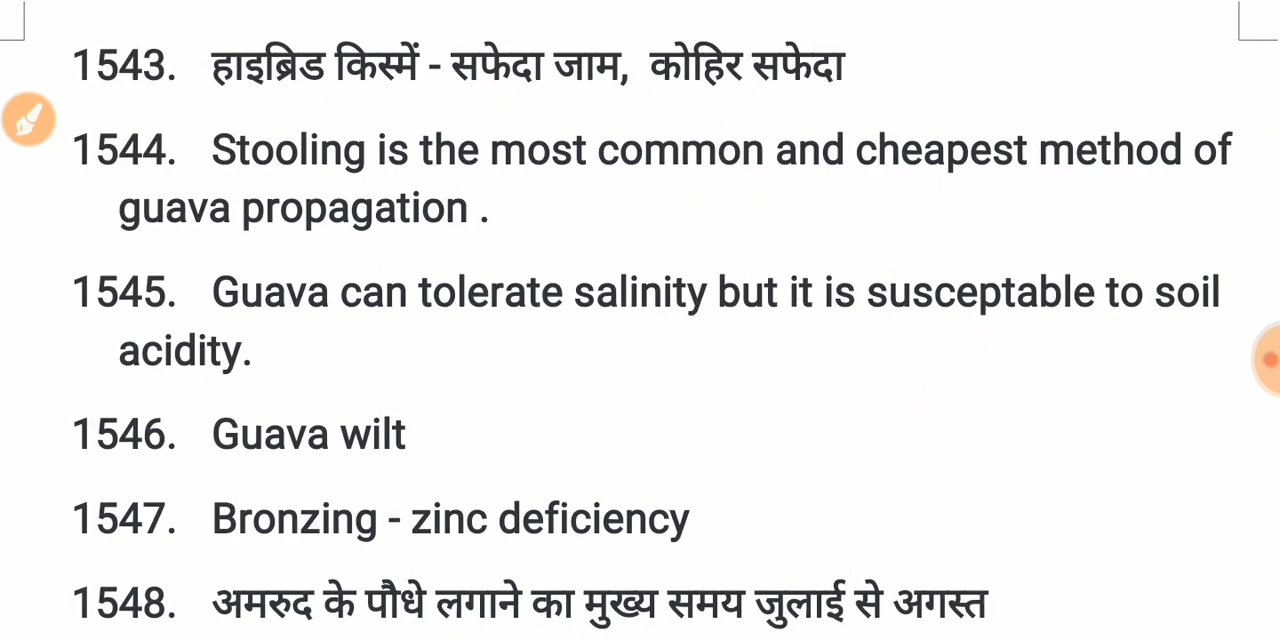 1543. हाइब्रिड किस्में - सफेदा जाम, कोहिर सफेदा
1544. Stooling is the most common and cheapest method of
guava propagation .
1545. Guava can tolerate salinity but it is susceptable to soil
acidity.
1546. Guava wilt
1547. Bronzing - zinc deficiency
1548. अमरुद के पौधे लगाने का मुख्य समय जुलाई से अगस्त